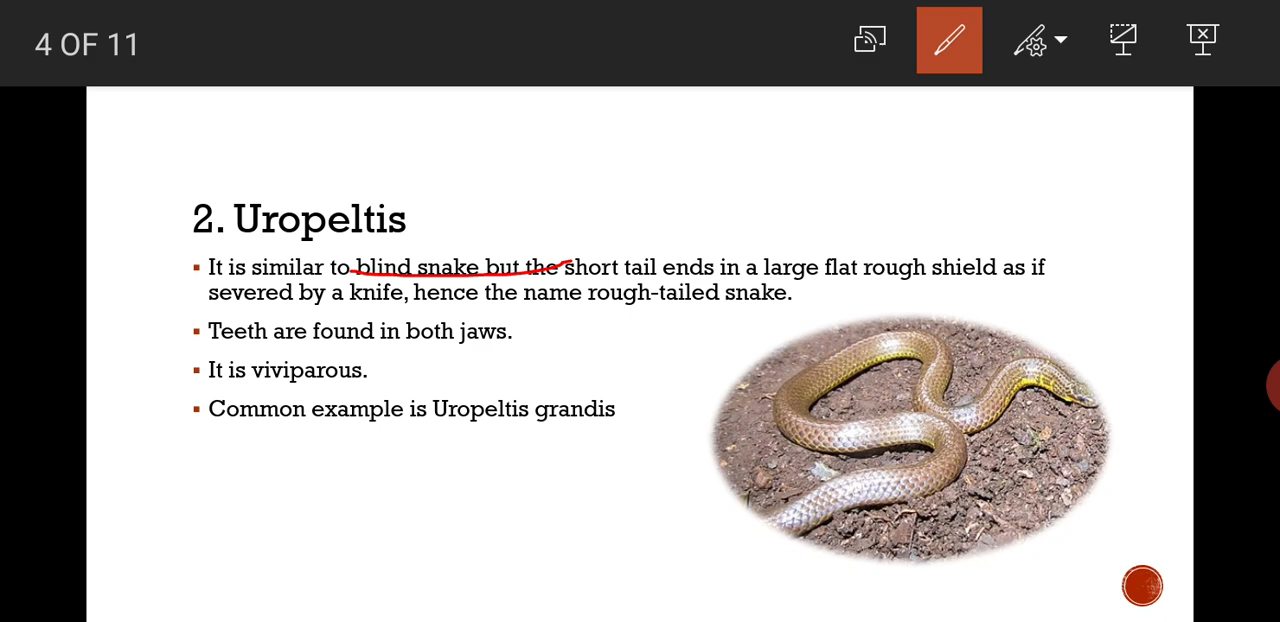 4 OF 11
2. Uropeltis
▪ It is similar to blind snake but the short tail ends in a large flat rough shield as if
severed by a knife, hence the name rough-tailed snake.
▪ Teeth are found in both jaws.
▪ It is viviparous.
▪ Common example is Uropeltis grandis